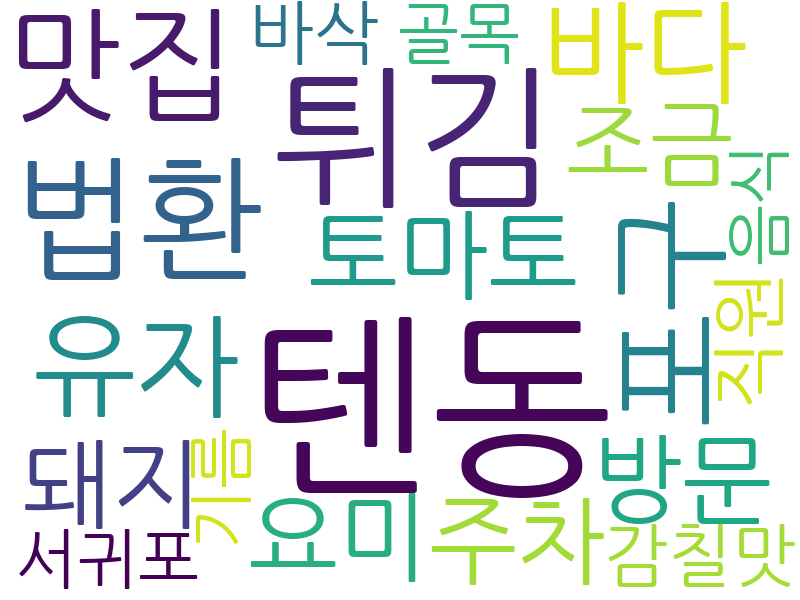 맛집
바삭
골목
바다
튀김
조금
음식
법환
토마토
포구
직원
유자
텐동
돼지
기름
방문
요미
주차
서귀포
감칠맛